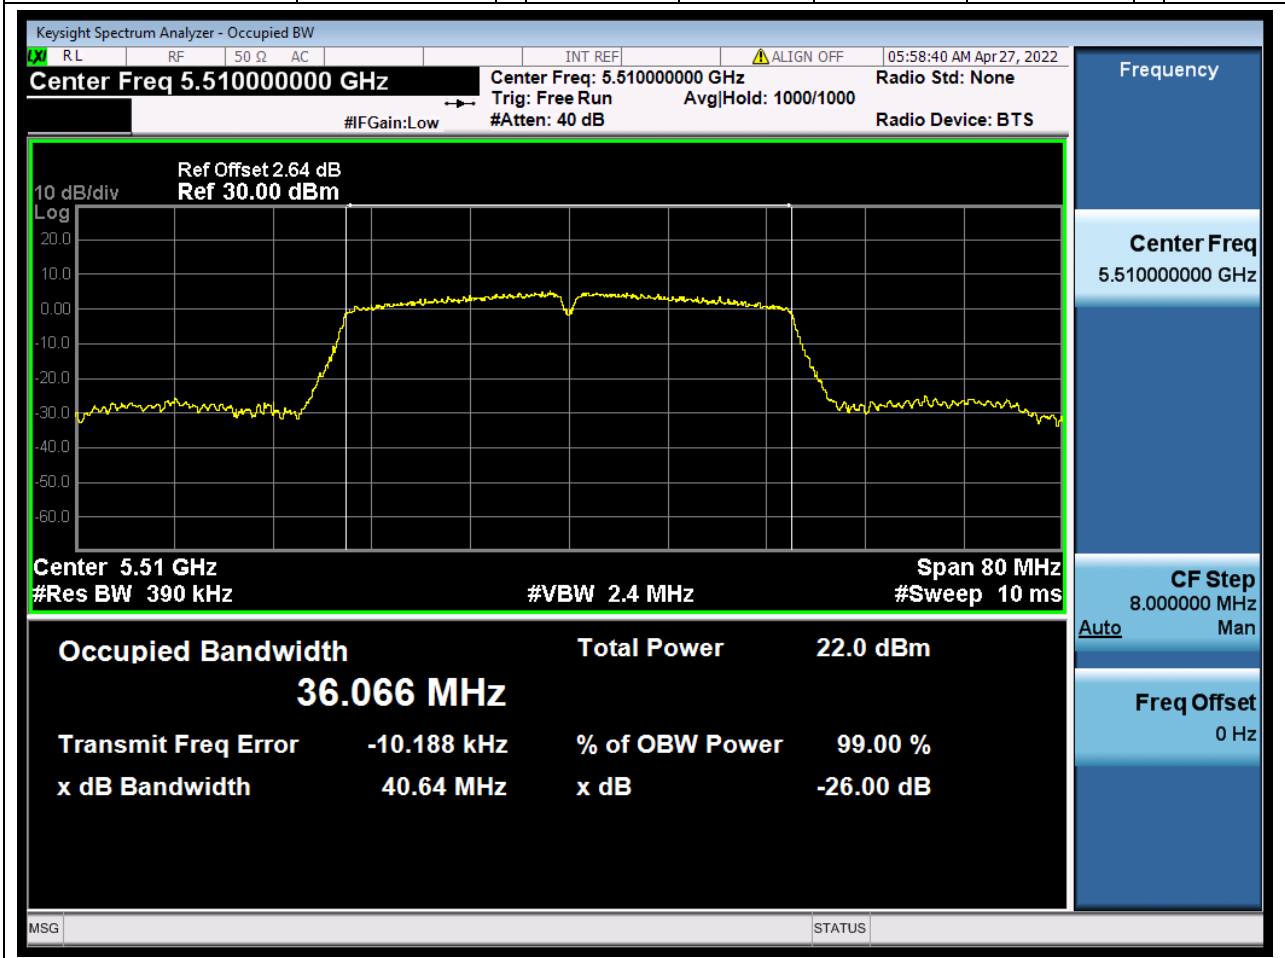 Keysight Spectrum Analyzer - Occupied BW
LXI RL RF 50 Ω AC INT REF ALIGN OFF 05:58:40 AM Apr 27, 2022
Center Freq 5.510000000 GHz
Center Freq: 5.510000000 GHz Radio Std: None
Trig: Free Run Avg|Hold: 1000/1000
#IFGain:Low #Atten: 40 dB Radio Device: BTS
Ref Offset 2.64 dB
10 dB/div Ref 30.00 dBm
Log
20.0
10.0
0.00
-10.0
-20.0
-30.0
-40.0
-50.0
-60.0
Center 5.51 GHz Span 80 MHz
#Res BW 390 kHz #VBW 2.4 MHz #Sweep 10 ms
Occupied Bandwidth Total Power 22.0 dBm
36.066 MHz
Transmit Freq Error -10.188 kHz % of OBW Power 99.00 %
x dB Bandwidth 40.64 MHz x dB -26.00 dB
MSG STATUS
Frequency
Center Freq
5.510000000 GHz
CF Step
8.000000 MHz
Auto Man
Freq Offset
0 Hz